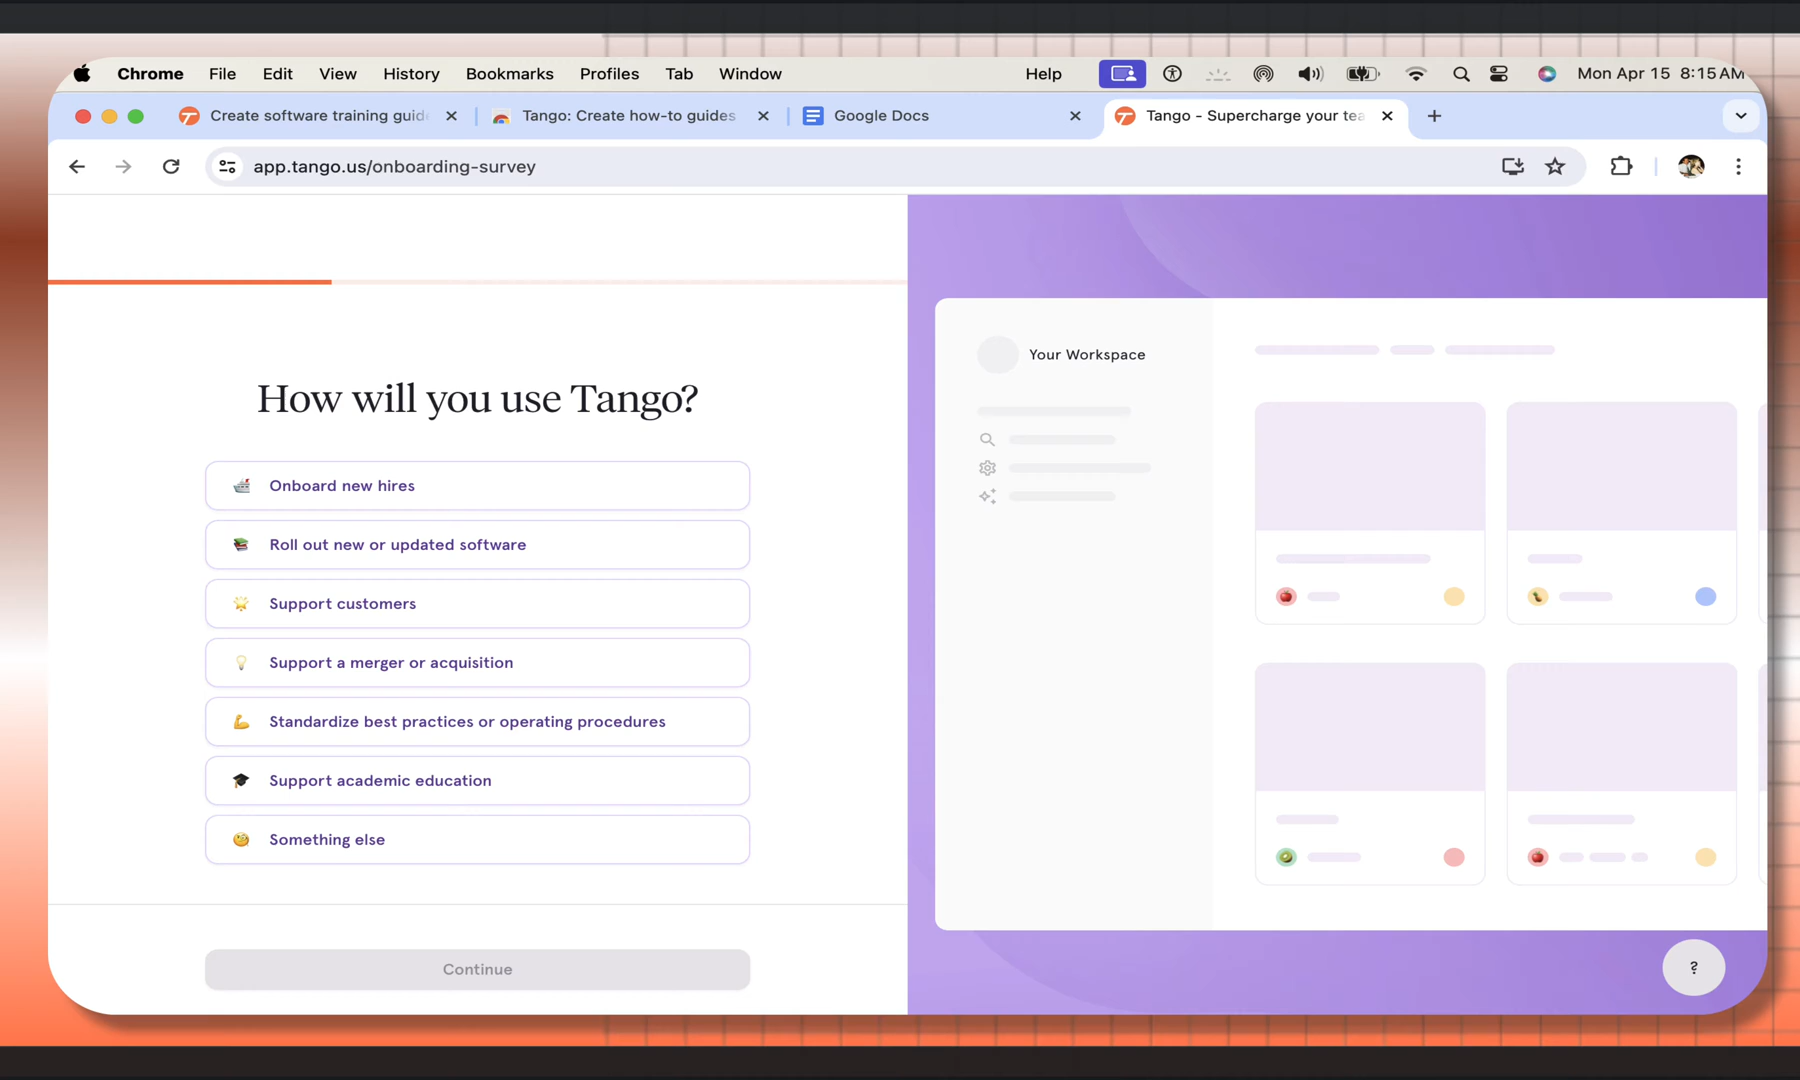 Chrome File Edit View History Bookmarks Profiles Tab Window Help Mon Apr 15 8:15 AM
Create software training guid Tango: Create how-to guides Google Docs Tango - Supercharge your tea
app.tango.us/onboarding-survey
How will you use Tango?
Onboard new hires
Roll out new or updated software
Support customers
Support a merger or acquisition
Standardize best practices or operating procedures
Support academic education
Something else
Continue
Your Workspace
?